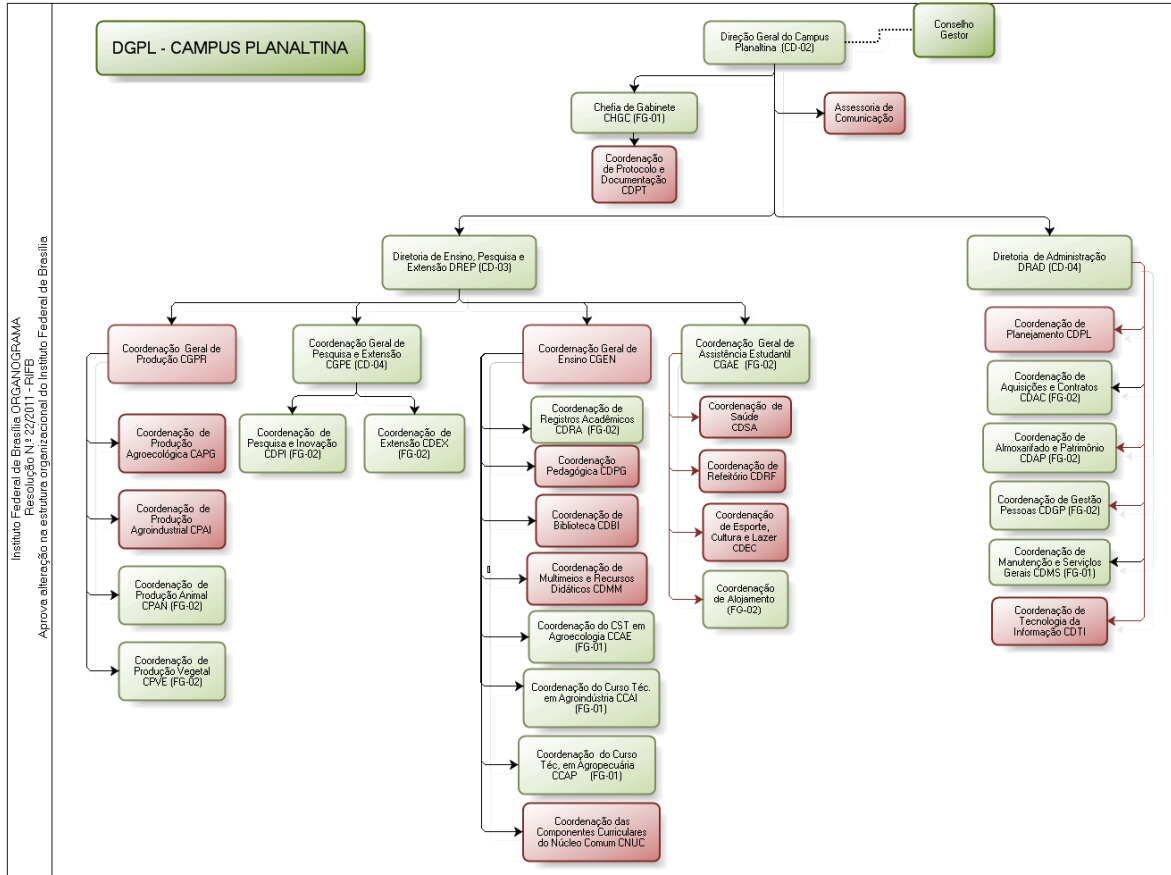 Instituto Federal de Brasília ORGANOGRAMA
Resolução N.º 22/2011 - RIFB
Aprova alteração na estrutura organizacional do Instituto Federal de Brasília
DGPL - CAMPUS PLANALTINA
Direção Geral do Campus
Planaltina (CD-02)
Conselho
Gestor
Chefia de Gabinete
CHGC (FG-01)
Assessoria de
Comunicação
Coordenação
de Protocolo e
Documentação
CDPT
Diretoria de Ensino, Pesquisa e
Extensão DREP (CD-03)
Diretoria de Administração
DRAD (CD-04)
Coordenação Geral de
Produção CGPR
Coordenação de
Produção
Agroecológica CAPG
Coordenação de
Produção
Agroindustrial CPAI
Coordenação de
Produção Animal
CPAN (FG-02)
Coordenação de
Produção Vegetal
CPVE (FG-02)
Coordenação Geral de
Pesquisa e Extensão
CGPE (CD-04)
Coordenação de
Pesquisa e Inovação
CDPI (FG-02)
Coordenação de
Extensão CDEX
(FG-02)
Coordenação Geral de
Ensino CGEN
Coordenação de
Registros Acadêmicos
CDRA (FG-02)
Coordenação
Pedagógica CDPG
Coordenação de
Biblioteca CDBI
Coordenação de
Multimeios e Recursos
Didáticos CDMM
Coordenação do CST em
Agroecologia CCAE
(FG-01)
Coordenação do Curso Téc.
em Agroindústria CCAI
(FG-01)
Coordenação do Curso
Téc, em Agropecuária
CCAP (FG-01)
Coordenação das
Componentes Curriculares
do Núcleo Comum CNUC
Coordenação Geral de
Assistência Estudantil
CGAE (FG-02)
Coordenação de
Saúde
CDSA
Coordenação de
Refeitório CDRF
Coordenação
de Esporte,
Cultura e Lazer
CDEC
Coordenação
de Alojamento
(FG-02)
Coordenação de
Planejamento CDPL
Coordenação de
Aquisições e Contratos
CDAC (FG-02)
Coordenação de
Almoxarifado e Patrimônio
CDAP (FG-02)
Coordenação de Gestão
Pessoas CDGP (FG-02)
Coordenação de
Manutenção e Serviçlos
Gerais CDMS (FG-01)
Coordenação de
Tecnologia da
Informação CDTI